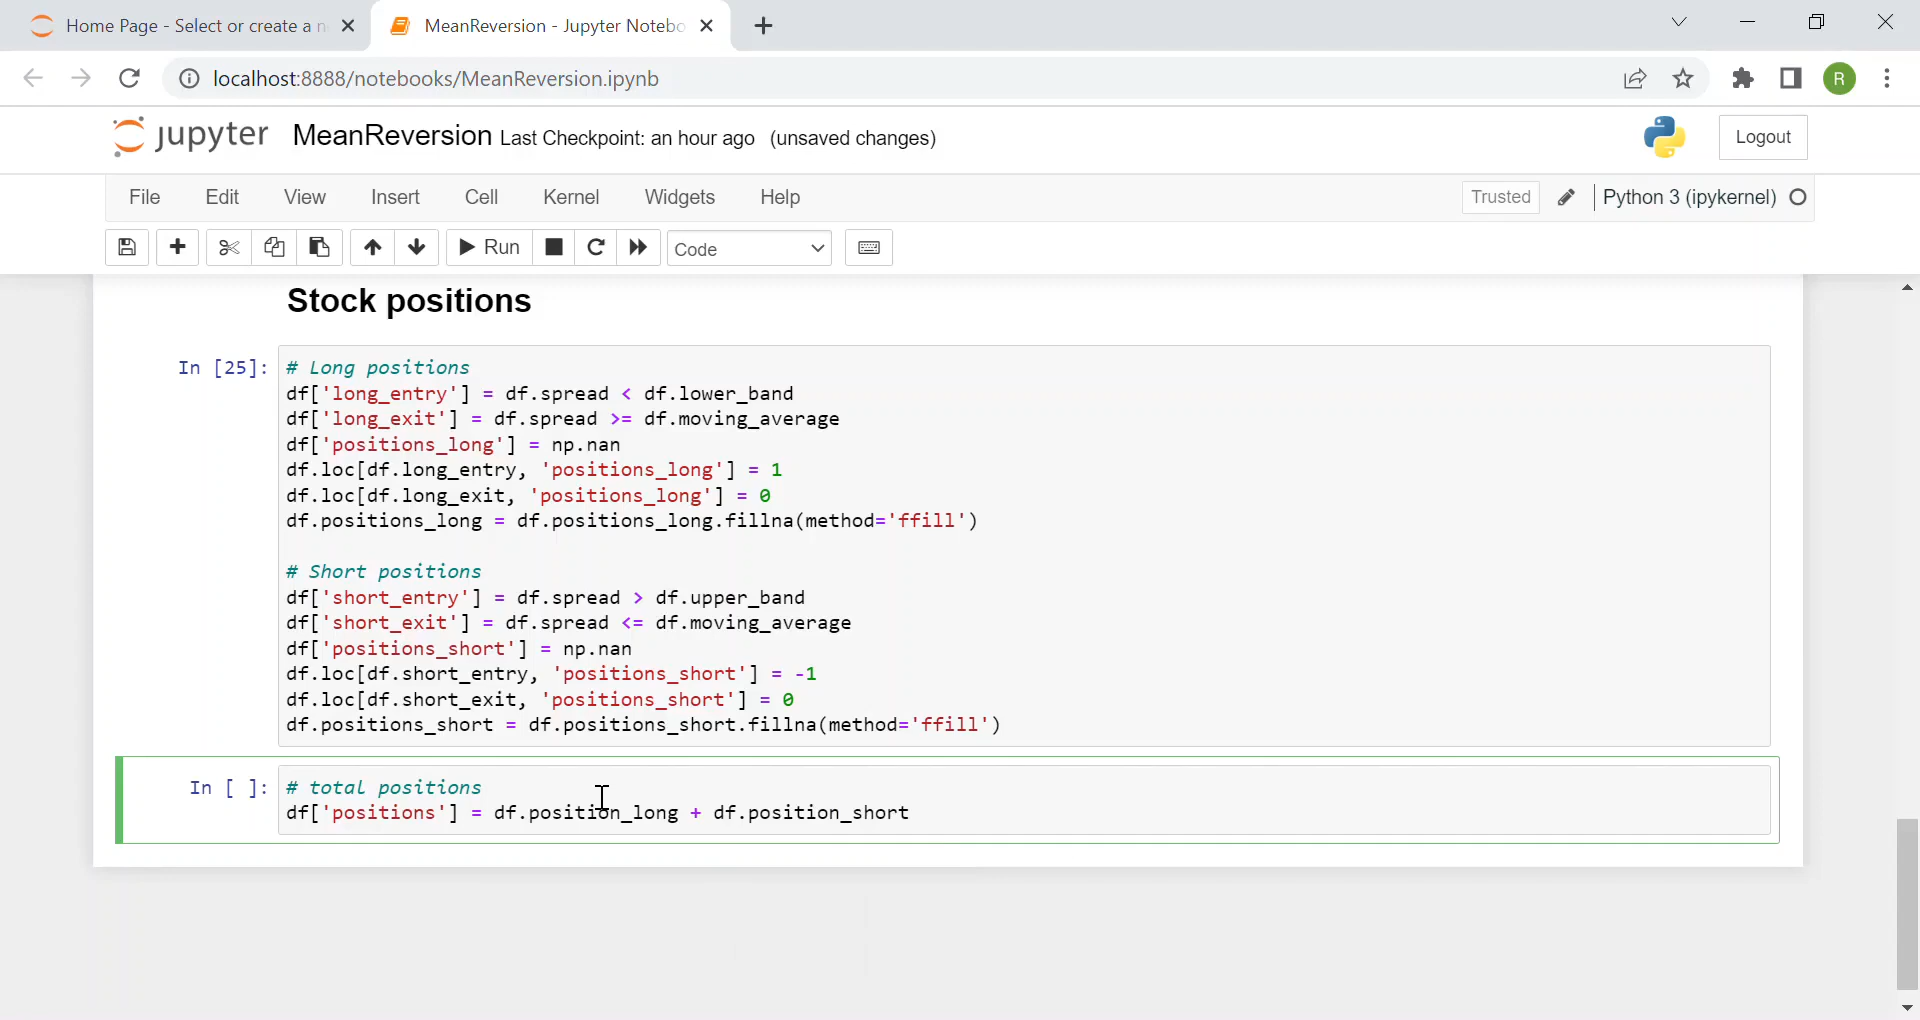 Home Page - Select or create a n
MeanReversion - Jupyter Notebo
localhost:8888/notebooks/MeanReversion.ipynb
R
jupyter MeanReversion Last Checkpoint: an hour ago (unsaved changes)
Logout
File Edit View Insert Cell Kernel Widgets Help
Trusted
Python 3 (ipykernel)
Run
Code
Stock positions
In [25]:
# Long positions
df['long_entry'] = df.spread < df.lower_band
df['long_exit'] = df.spread >= df.moving_average
df['positions_long'] = np.nan
df.loc[df.long_entry, 'positions_long'] = 1
df.loc[df.long_exit, 'positions_long'] = 0
df.positions_long = df.positions_long.fillna(method='ffill')
# Short positions
df['short_entry'] = df.spread > df.upper_band
df['short_exit'] = df.spread <= df.moving_average
df['positions_short'] = np.nan
df.loc[df.short_entry, 'positions_short'] = -1
df.loc[df.short_exit, 'positions_short'] = 0
df.positions_short = df.positions_short.fillna(method='ffill')
In [ ]:
# total positions
df['positions'] = df.position_long + df.position_short